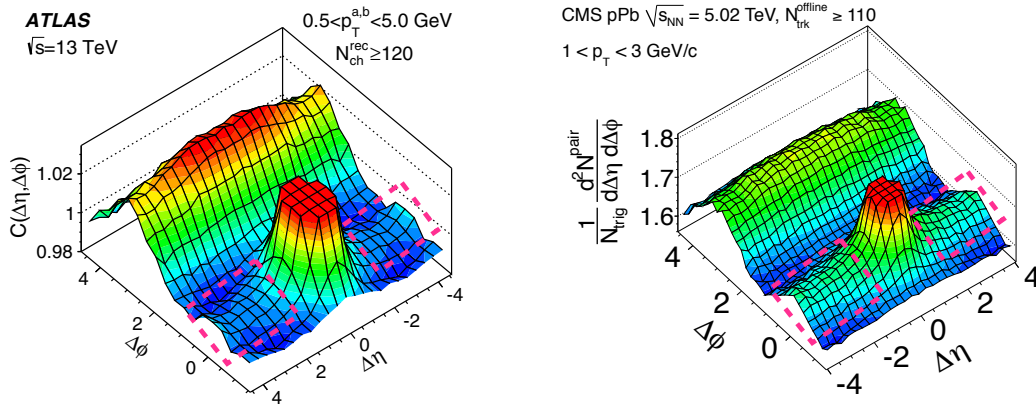 ATLAS
√s=13 TeV
0.5<p_T^{a,b}<5.0 GeV
N_ch^rec≥120
C(Δη,Δϕ)
1.02
1
0.98
4
2
0
Δϕ
4
2
0
-2
-4
Δη
CMS pPb √s_NN = 5.02 TeV, N_trk^offline ≥ 110
1 < p_T < 3 GeV/c
1/N_trig d²N^pair/dΔη dΔϕ
1.8
1.7
1.7
1.6
4
2
0
Δϕ
-4
-2
0
2
4
Δη